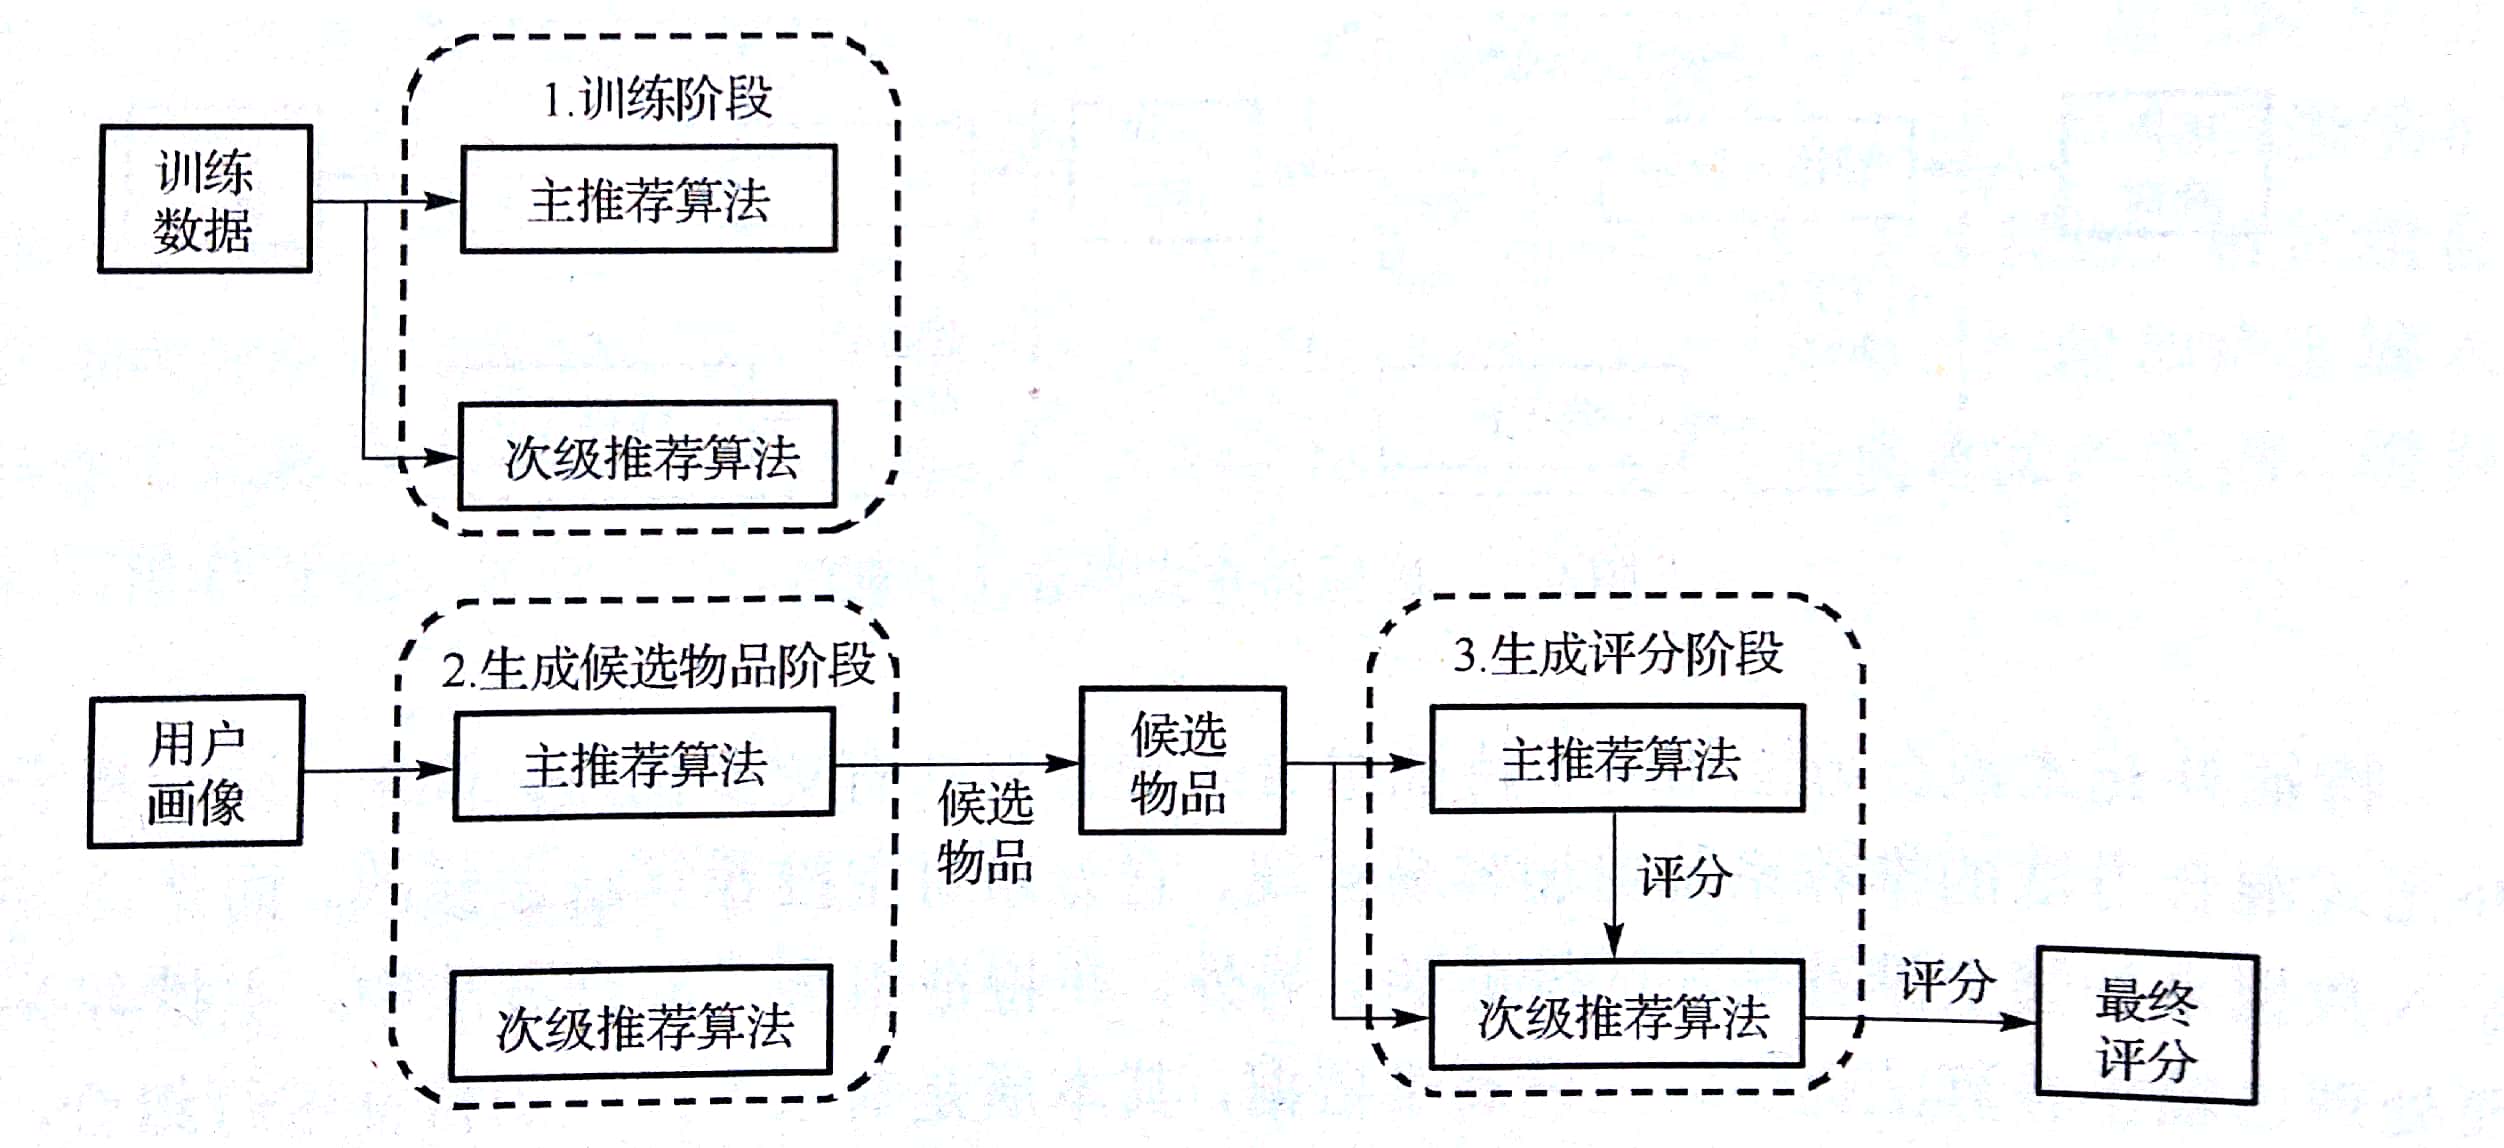 1.训练阶段
训练
数据
主推荐算法
次级推荐算法
2.生成候选物品阶段
用户
画像
主推荐算法
候选
物品
次级推荐算法
候选
物品
3.生成评分阶段
主推荐算法
评分
次级推荐算法
评分
最终
评分